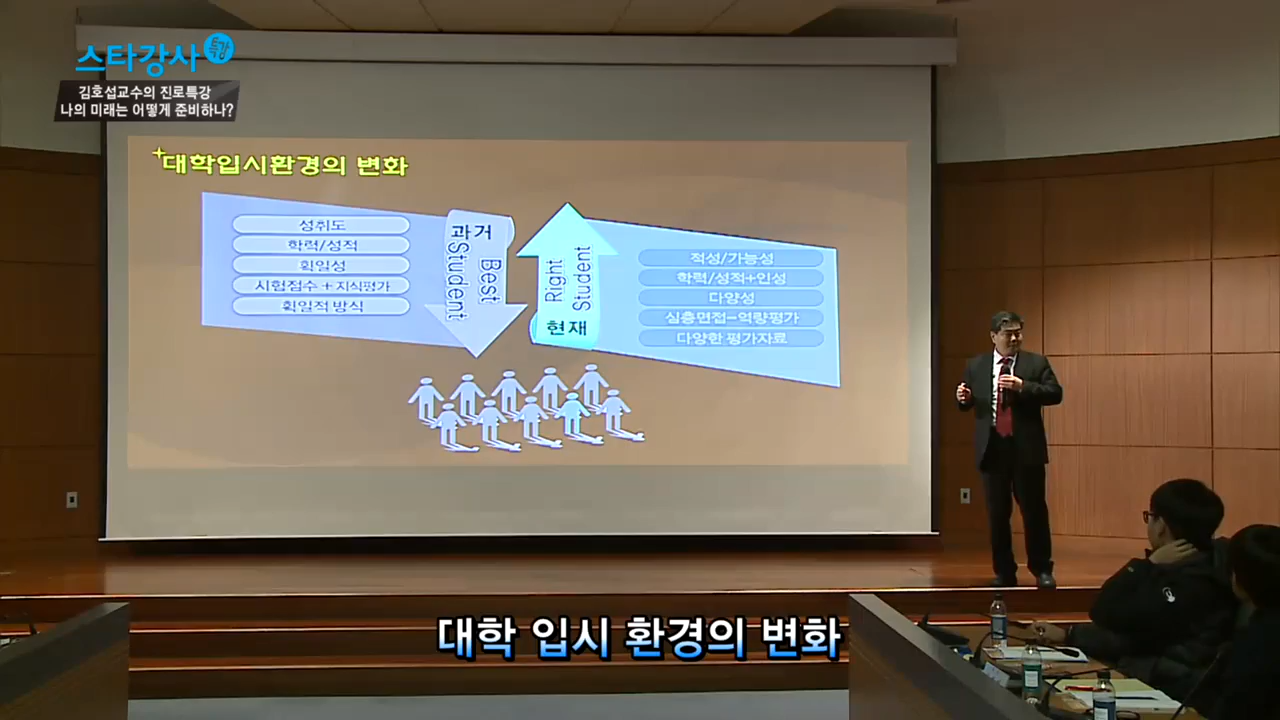 스타강사 특강
김호섭교수의 진로특강
나의 미래는 어떻게 준비하나?
대학입시환경의 변화
성취도
학력/성적
획일성
시험점수 + 지식평가
획일적 방식
과거
Best
Student
Right
Student
현재
적성/가능성
학력/성적+인성
다양성
심층면접-역량평가
다양한 평가자료
대학 입시 환경의 변화